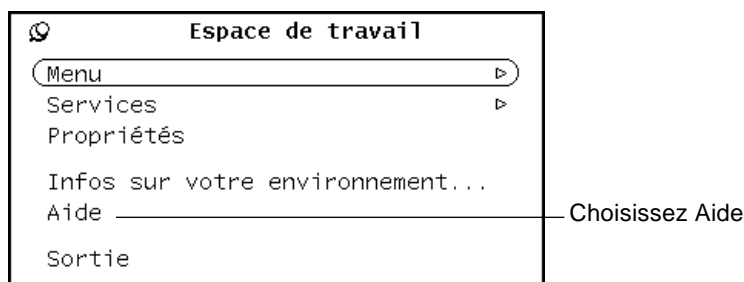 Espace de travail
Menu
Services
Propriétés
Infos sur votre environnement...
Aide
Choisissez Aide
Sortie